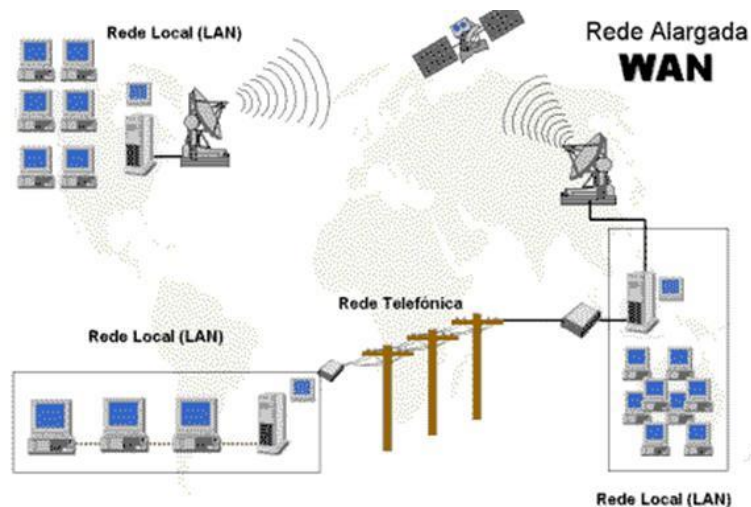 Rede Local (LAN)
Rede Alargada
WAN
Rede Telefónica
Rede Local (LAN)
Rede Local (LAN)